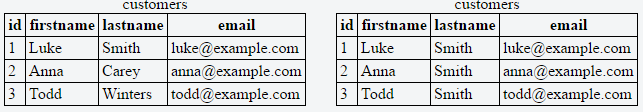 customers
id firstname lastname email
1 Luke Smith luke@example.com
2 Anna Carey anna@example.com
3 Todd Winters todd@example.com
customers
id firstname lastname email
1 Luke Smith luke@example.com
2 Anna Smith anna@example.com
3 Todd Smith todd@example.com